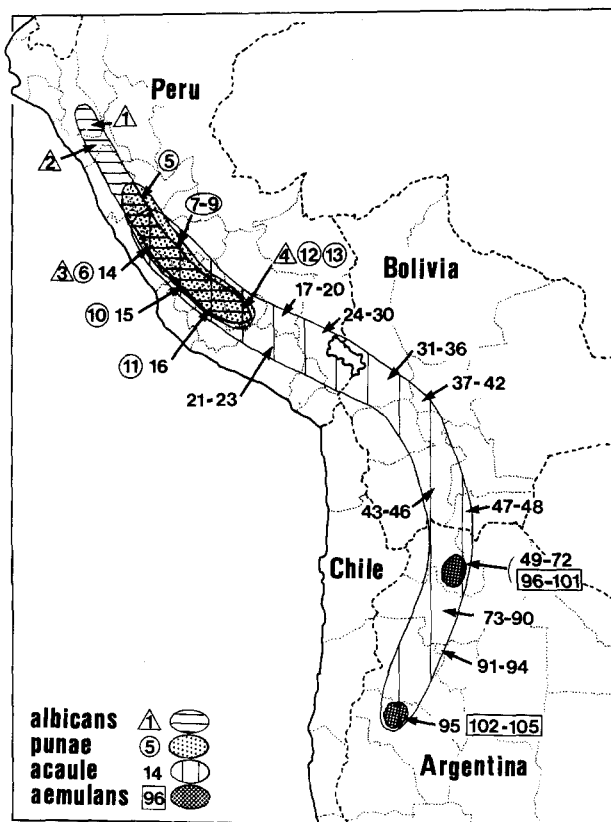 Peru
1
2
5
7-9
4 12 13
3 6 14
Bolivia
17-20
10 15
24-30
11 16
31-36
21-23
37-42
43-46
47-48
Chile
49-72
96-101
73-90
91-94
albicans 1
punae 5
acaule 14
aemulans 96
95 102-105
Argentina